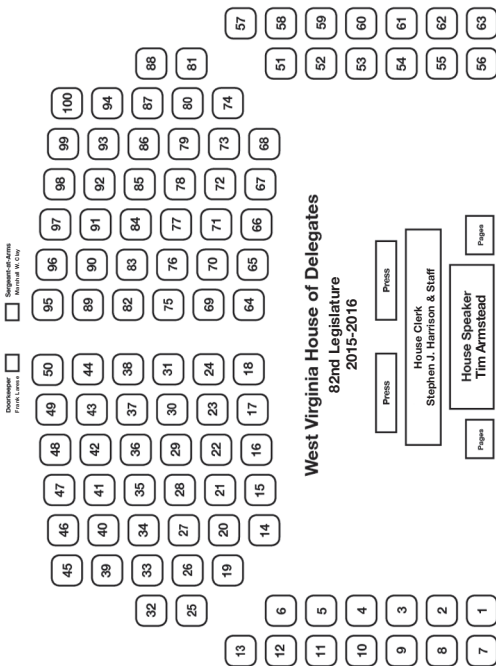 Doorkeeper
Frank Larese
Sergeant-at-Arms
Marshall W. Clay
45 46 47 48 49 50 95 96 97 98 99 100
39 40 41 42 43 44 89 90 91 92 93 94
32 33 34 35 36 37 38 82 83 84 85 86 87 88
25 26 27 28 29 30 31 75 76 77 78 79 80 81
13 19 20 21 22 23 24 69 70 71 72 73 74 57
12 6 14 15 16 17 18 64 65 66 67 68 51 58
West Virginia House of Delegates
82nd Legislature
2015-2016
11 5 52 59
10 4 53 60
Press Press
9 3 54 61
House Clerk
Stephen J. Harrison & Staff
8 2 55 62
House Speaker
Tim Armstead
Pages Pages
7 1 56 63